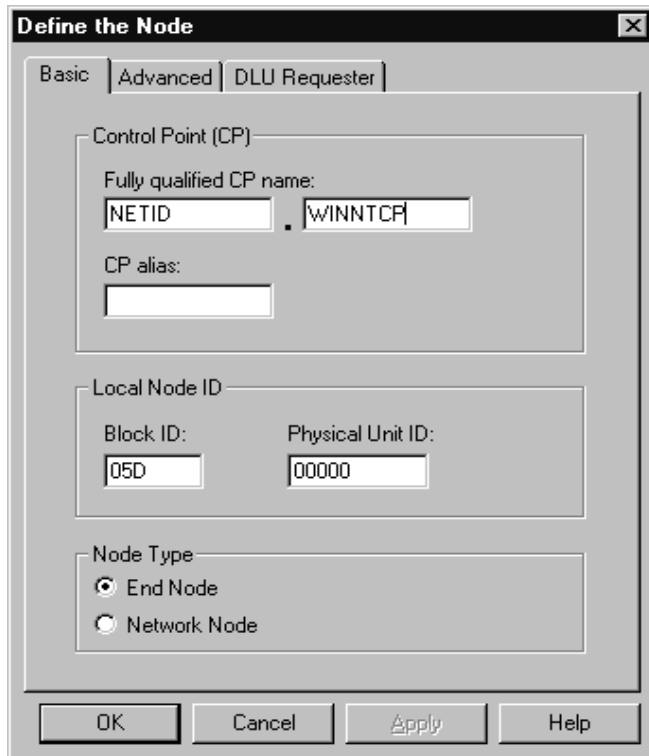 Define the Node
Basic Advanced DLU Requester
Control Point (CP)
Fully qualified CP name:
NETID . WINNTCP
CP alias:
Local Node ID
Block ID: Physical Unit ID:
05D 00000
Node Type
End Node
Network Node
OK Cancel Apply Help